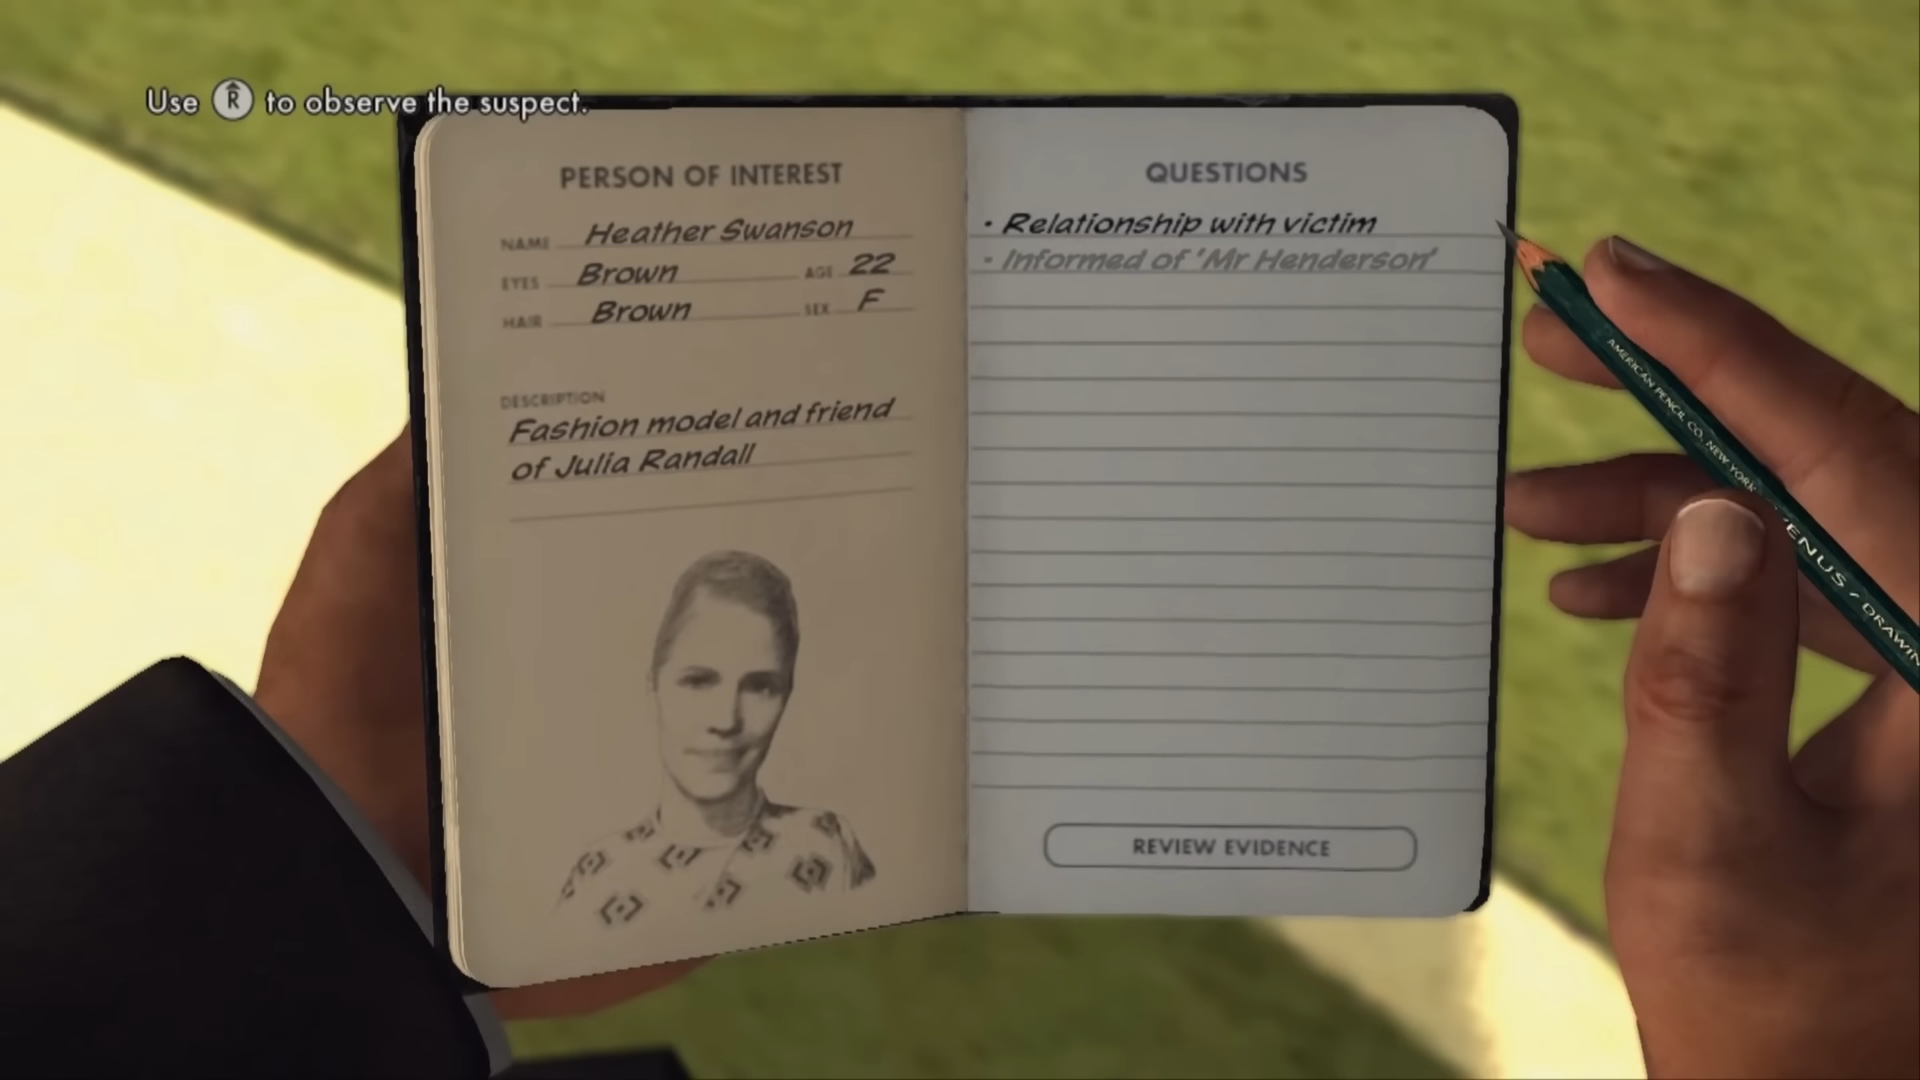 Use R to observe the suspect.
PERSON OF INTEREST
NAME Heather Swanson
EYES Brown AGE 22
HAIR Brown SEX F
DESCRIPTION
Fashion model and friend
of Julia Randall
QUESTIONS
· Relationship with victim
· Informed of 'Mr Henderson'
REVIEW EVIDENCE
AMERICAN PENCIL CO. NEW YORK
VENUS / DRAWIN